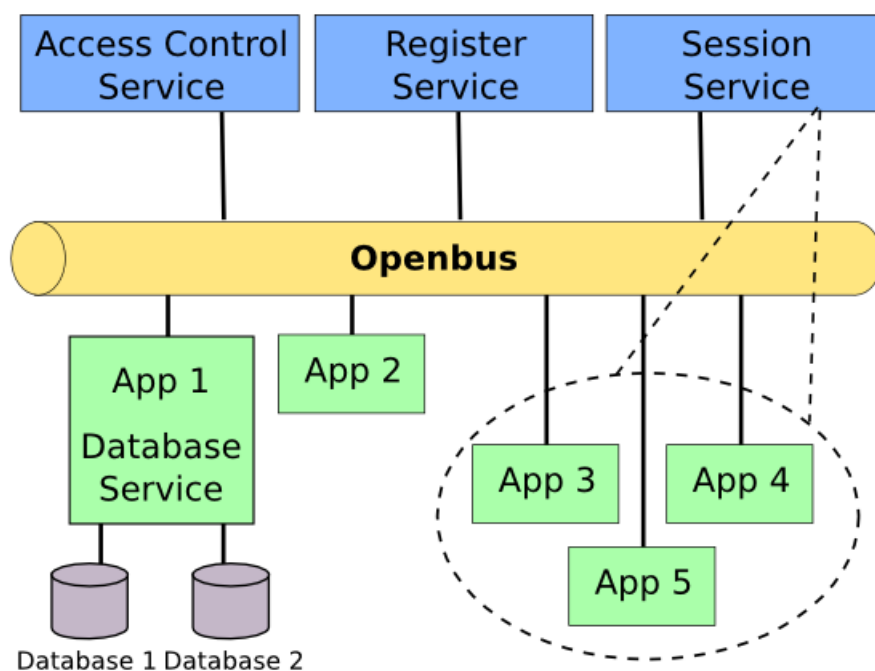 Access Control
Service
Register
Service
Session
Service
Openbus
App 1
Database
Service
App 2
App 3
App 4
App 5
Database 1
Database 2